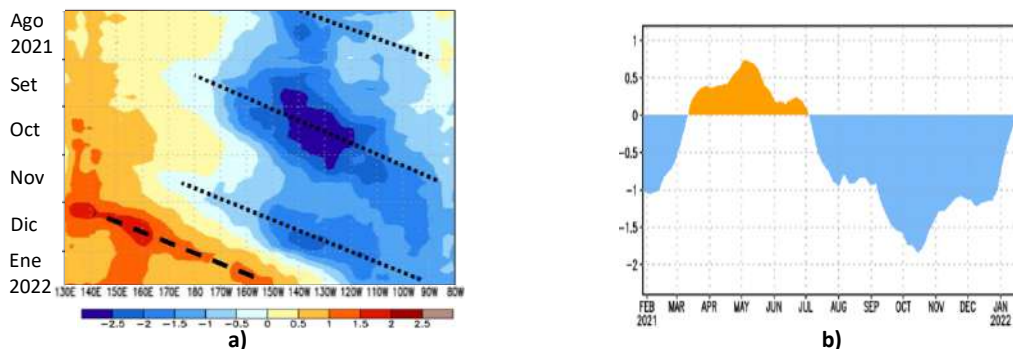 Ago
2021
Set
Oct
Nov
Dic
Ene
2022
130E 140E 150E 160E 170E 180 170W 160W 150W 140W 130W 120W 110W 100W 90W 80W
-2.5 -2 -1.5 -1 -0.5 0 0.5 1 1.5 2 2.5
a)
1
0.5
0
-0.5
-1
-1.5
-2
FEB MAR APR MAY JUN JUL AUG SEP OCT NOV DEC JAN
2021 2022
b)